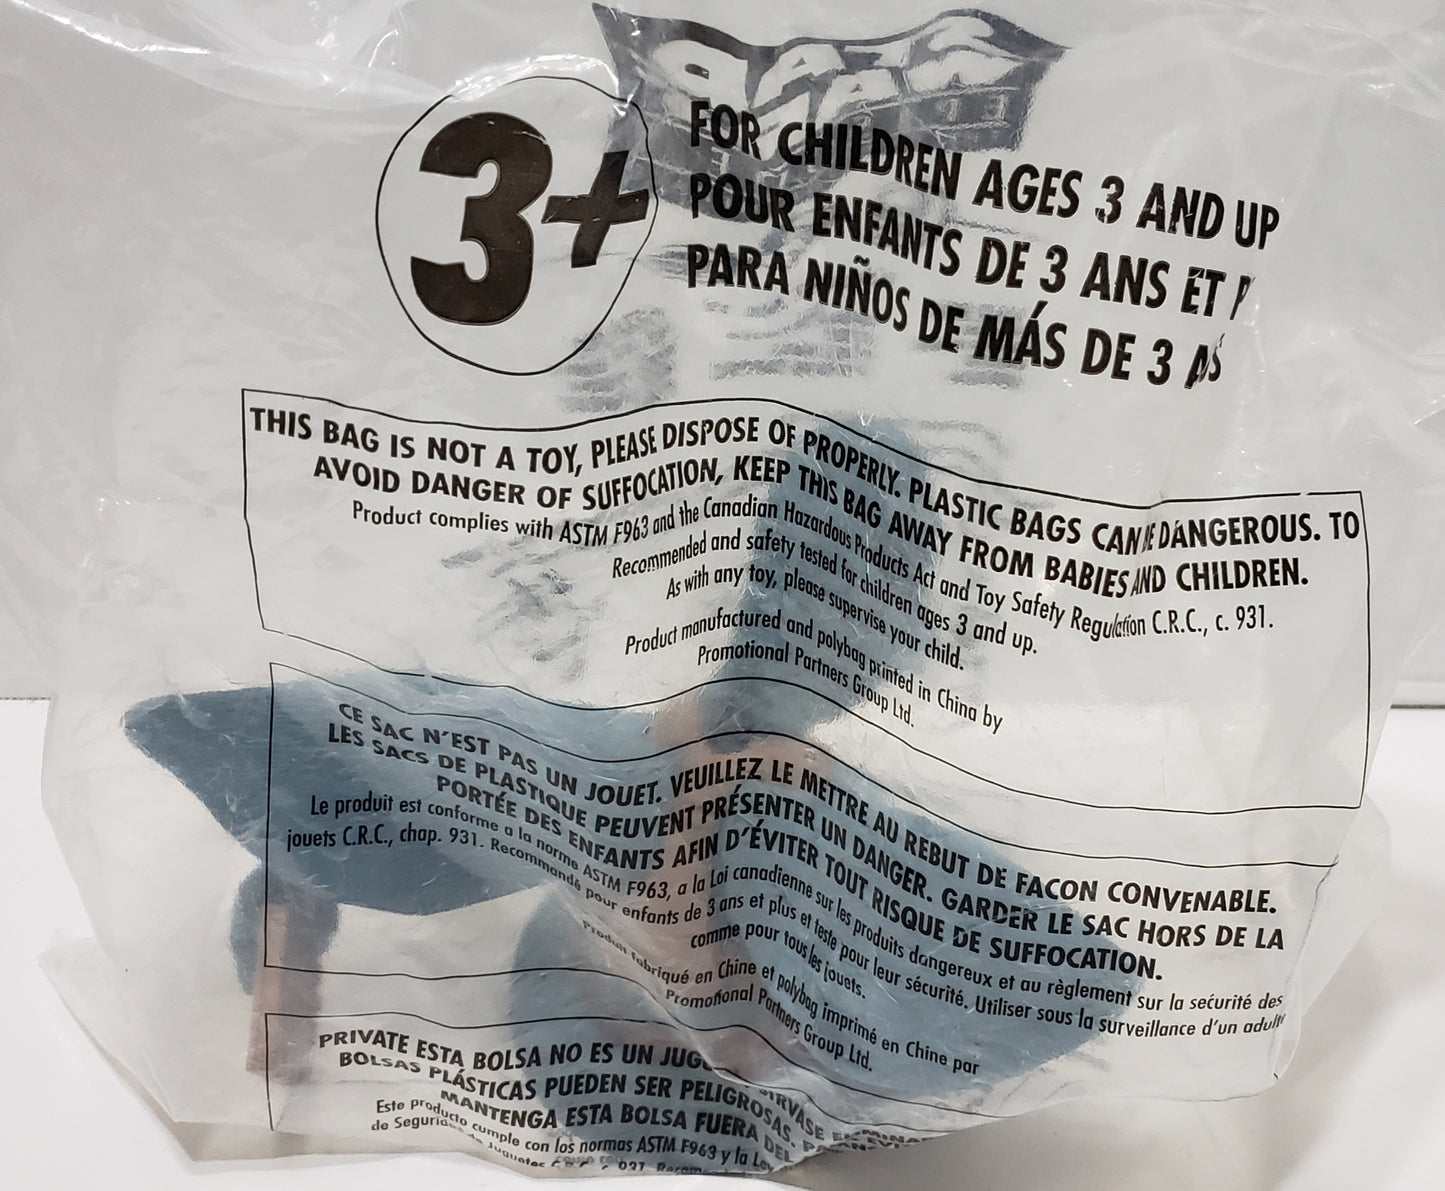 3+
FOR CHILDREN AGES 3 AND UP
POUR ENFANTS DE 3 ANS ET
PARA NIÑOS DE MÁS DE 3
THIS BAG IS NOT A TOY, PLEASE DISPOSE OF PROPERLY. PLASTIC BAGS CAN BE DANGEROUS. TO
AVOID DANGER OF SUFFOCATION, KEEP THIS BAG AWAY FROM BABIES AND CHILDREN.
Product complies with ASTM F963 and the Canadian Hazardous Products Act and Toy Safety Regulation C.R.C., c. 931.
Recommended and safety tested for children ages 3 and up.
As with any toy, please supervise your child.
Product manufactured and polybag printed in China by
Promotional Partners Group Ltd.
CE SAC N'EST PAS UN JOUET. VEUILLEZ LE METTRE AU REBUT DE FACON CONVENABLE.
LES SACS DE PLASTIQUE PEUVENT PRÉSENTER UN DANGER. GARDER LE SAC HORS DE LA
PORTÉE DES ENFANTS AFIN D'ÉVITER TOUT RISQUE DE SUFFOCATION.
Le produit est conforme a la norme ASTM F963, a la Loi canadienne sur les produits dangereux et au règlement sur la sećurité des
jouets C.R.C., chap. 931. Recommandé pour enfants de 3 ans et plus et teste pour leur sécurité. Utiliser sous la surveillance d'un adulte
comme pour tous les jouets.
Produit fabriqué en Chine et polybag imprimé en Chine par
Promotional Partners Group Ltd.
PRIVATE ESTA BOLSA NO ES UN SIRVASE
BOLSAS PLÁSTICAS PUEDEN SER PELIGROSAS.
MANTENGA ESTA BOLSA FUERA DEL
Este producto cumple con los normas ASTM F963 y la
de Juguetes